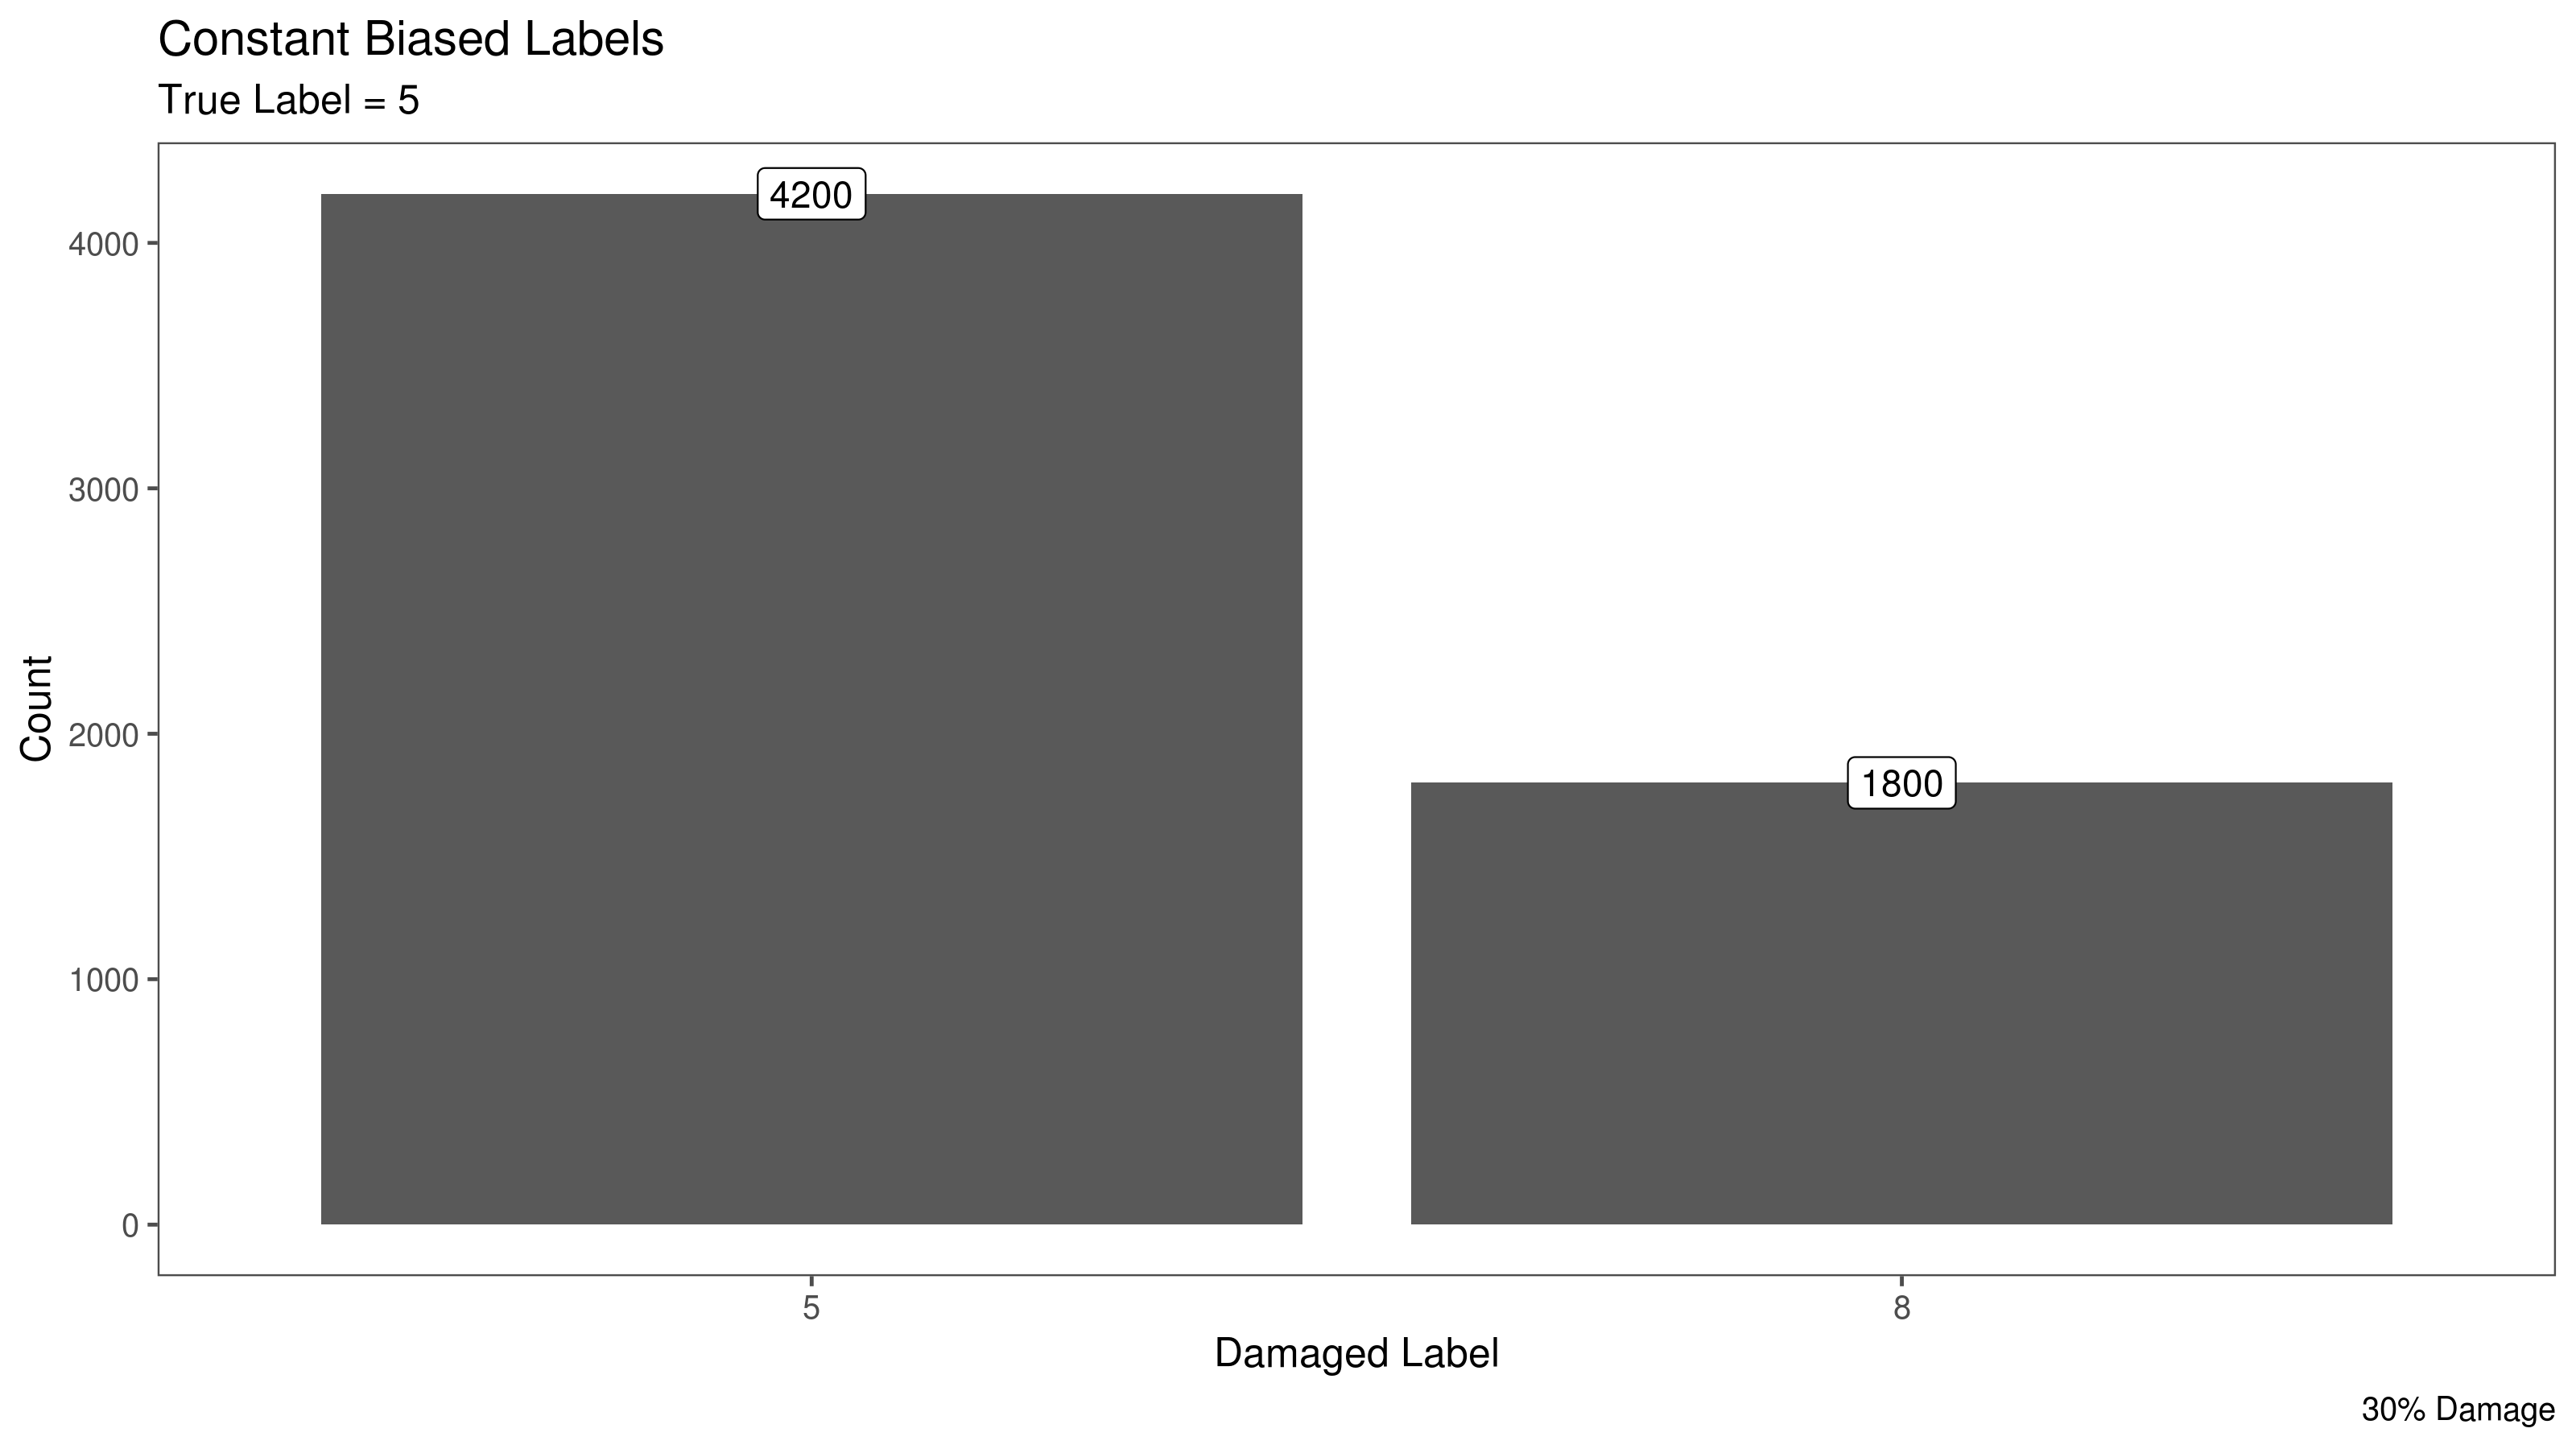 Constant Biased Labels
True Label = 5
4200
4000
3000
2000
1800
1000
0
Count
5
8
Damaged Label
30% Damage